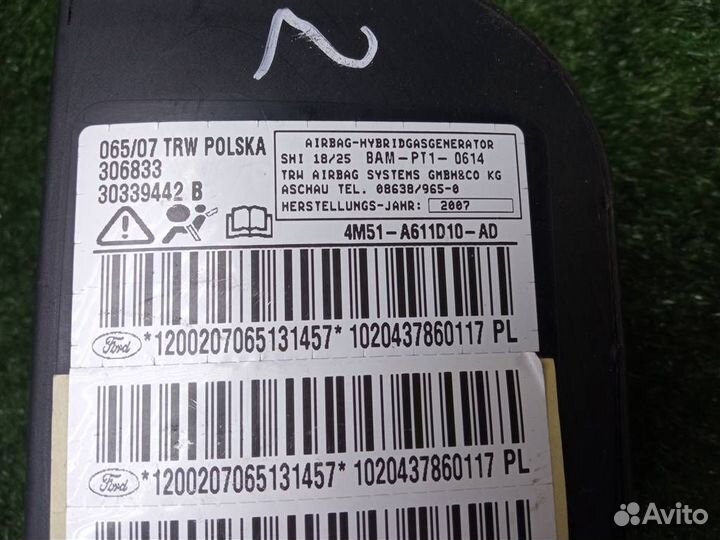 2
065/07 TRW POLSKA
306833
30339442 B
AIRBAG-HYBRIDGASGENERATOR
SHI 18/25 BAM-PT1-0614
TRW AIRBAG SYSTEMS GMBH&CO KG
ASCHAU TEL. 08638/965-0
HERSTELLUNGS-JAHR: 2007
4M51-A611D10-AD
Ford *1200207065131457* 1020437860117 PL
Ford *1200207065131457* 1020437860117 PL
Avito